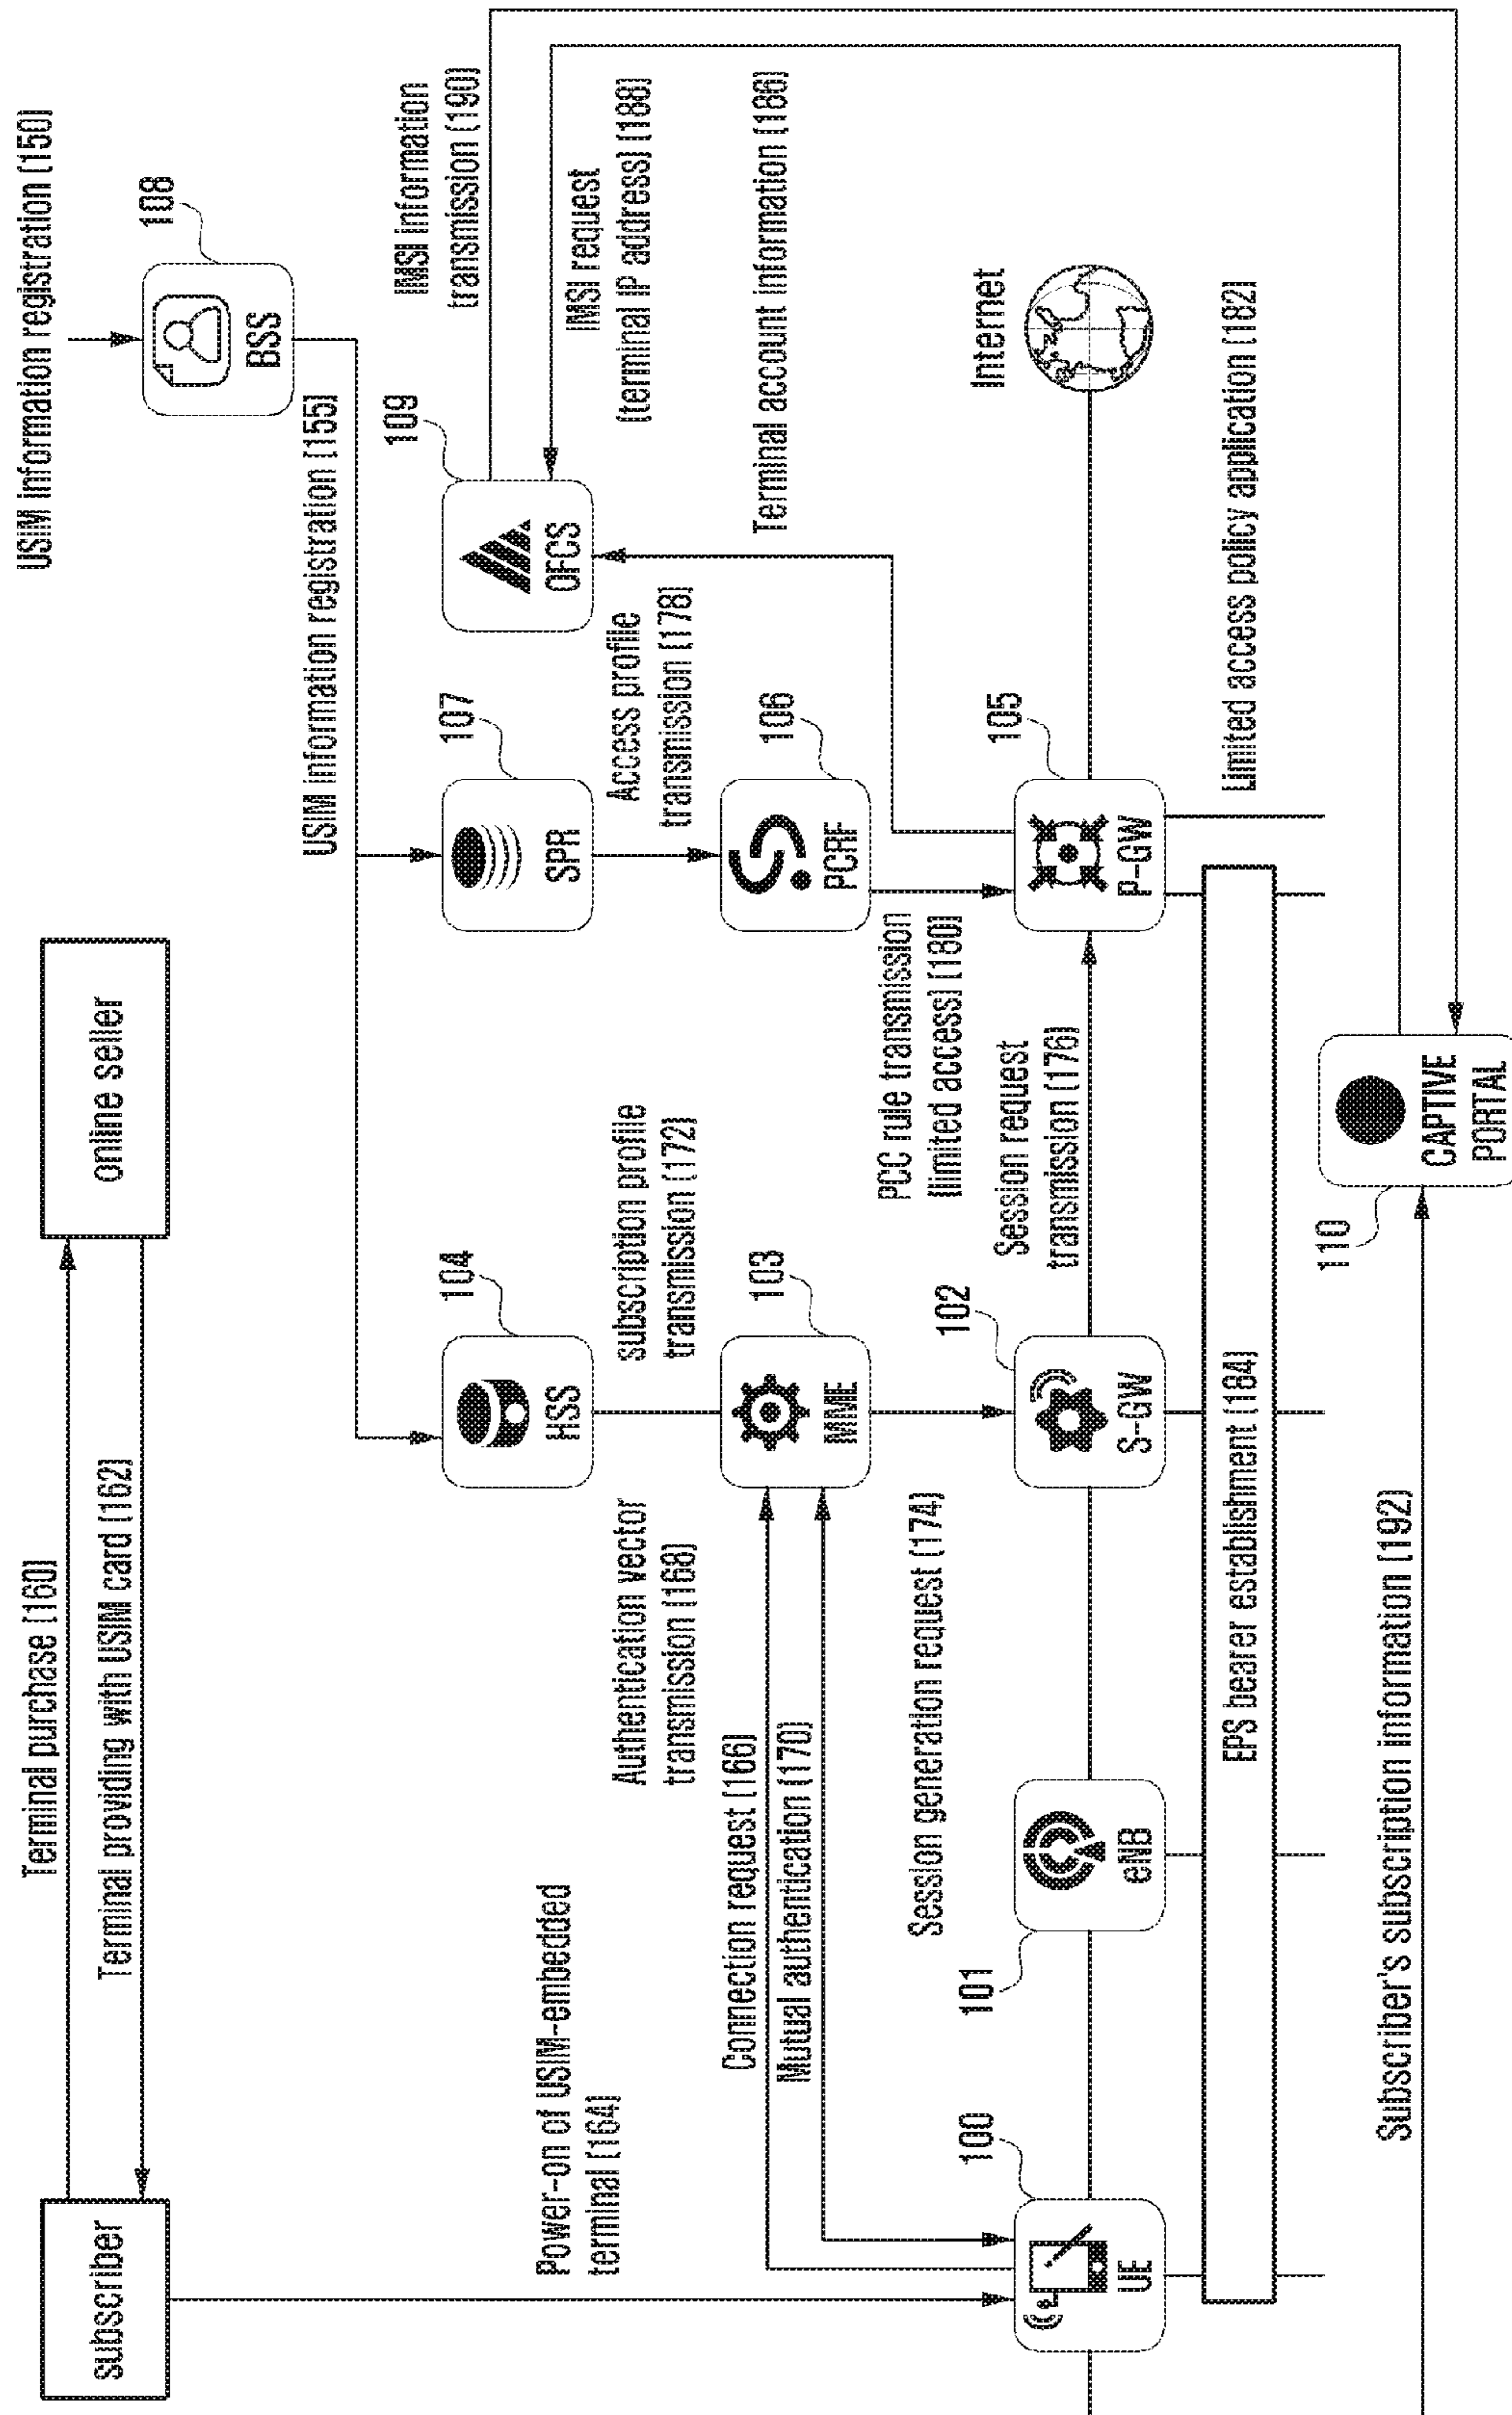 Terminal purchase (160)
subscriber
online seller
Terminal providing with USIM card (162)
USIM information registration (150)
108
BSS
USIM information registration (155)
Power-on of USIM-embedded
terminal (164)
104
HSS
107
SPR
109
OFCS
IMSI information
transmission (190)
IMSI request
(terminal IP address) (188)
Authentication vector
transmission (168)
subscription profile
transmission (172)
Access profile
transmission (178)
Terminal account information (186)
Connection request (166)
Mutual authentication (170)
103
MME
106
PCRF
Session generation request (174)
PCC rule transmission
(limited access) (180)
Session request
transmission (176)
100
UE
101
eNB
102
S-GW
105
P-GW
Internet
EPS bearer establishment (184)
Limited access policy application (182)
Subscriber's subscription information (192)
110
CAPTIVE
PORTAL